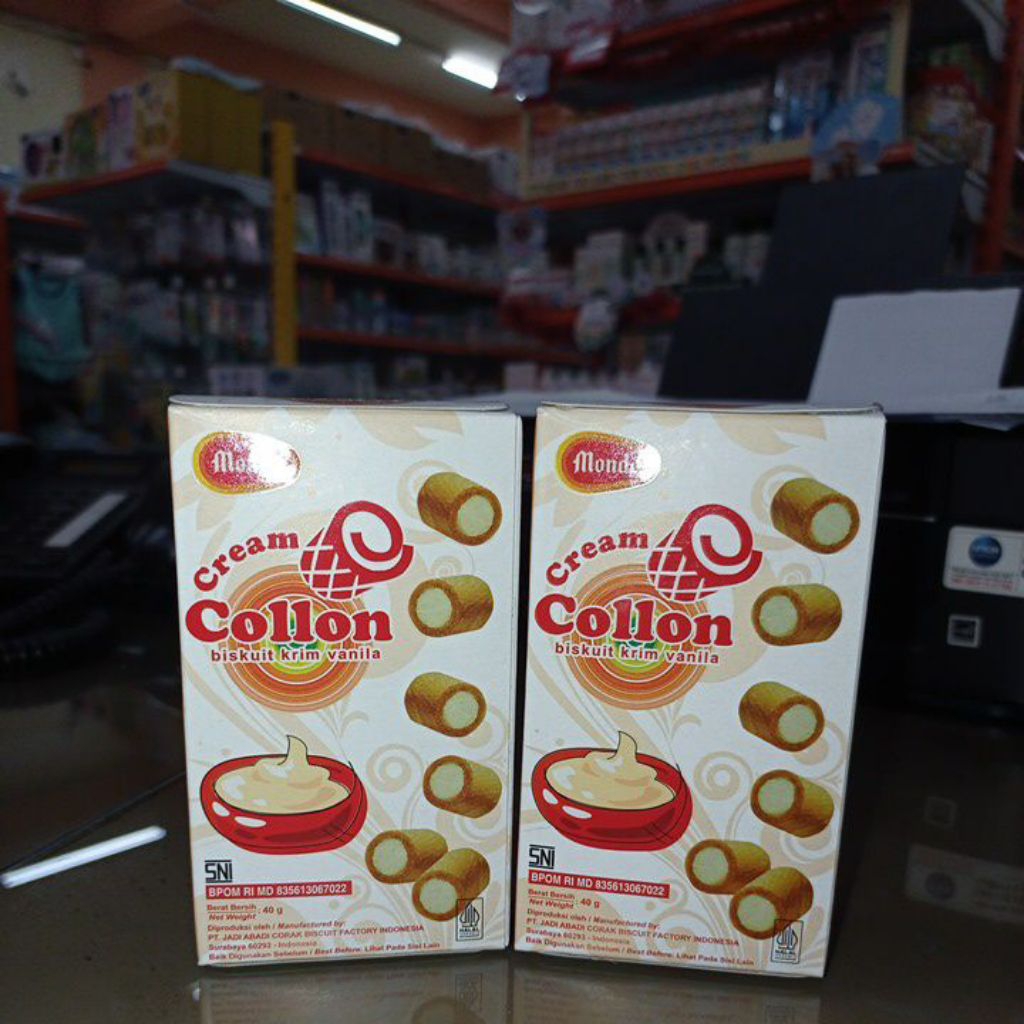 Mon
Cream
Collon
biskuit krim vanila
SNI
BPOM RI MD 835613067022
Berat Bersih
Net Weight : 40 g
Diproduksi oleh / Manufactured by:
PT. JADI ABADI CORAK BISCUIT FACTORY INDONESIA
Surabaya 60293 - Indonesia
Baik Digunakan Sebelum / Best Before: Lihat Pada Sisi Lain
HALAL
Monde
Cream
Collon
biskuit krim vanila
SNI
BPOM RI MD 835613067022
Berat Bersih
Net Weight : 40 g
Diproduksi oleh / Manufactured by:
PT. JADI ABADI CORAK BISCUIT FACTORY INDONESIA
Surabaya 60293 - Indonesia
Baik Digunakan Sebelum / Best Before: Lihat Pada Sisi Lain
HALAL